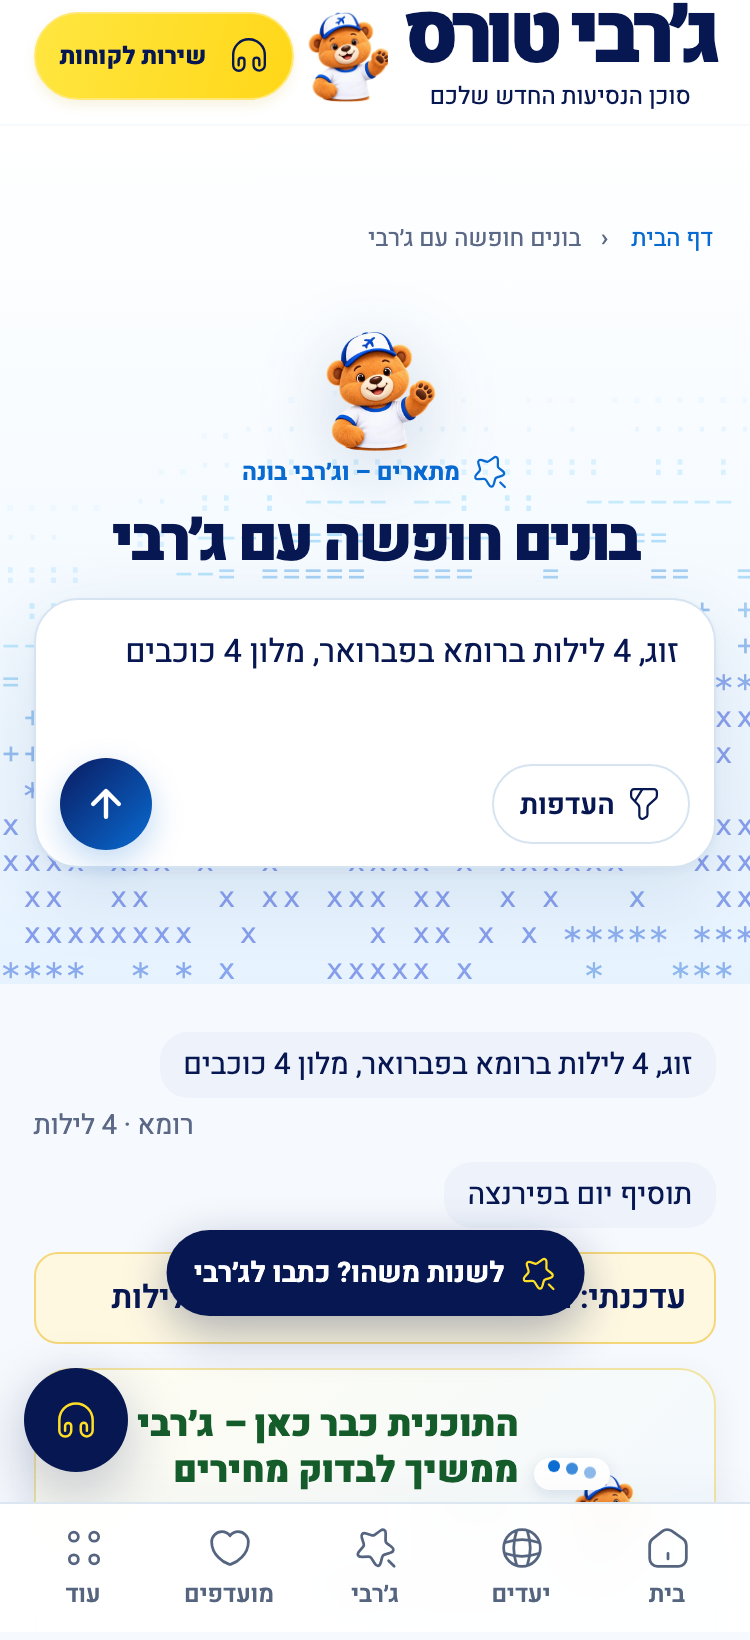 ג׳רבי טורס
סוכן הנסיעות החדש שלכם
שירות לקוחות
דף הבית › בונים חופשה עם ג׳רבי
מתארים – וג׳רבי בונה
בונים חופשה עם ג׳רבי
זוג, 4 לילות ברומא בפברואר, מלון 4 כוכבים
העדפות
זוג, 4 לילות ברומא בפברואר, מלון 4 כוכבים
רומא · 4 לילות
תוסיף יום בפירנצה
לשנות משהו? כתבו לג׳רבי
עדכנתי:
התוכנית כבר כאן – ג׳רבי
ממשיך לבדוק מחירים
בית
יעדים
ג׳רבי
מועדפים
עוד